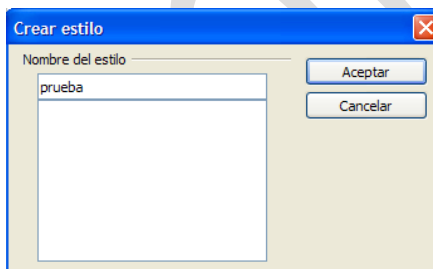 Crear estilo
Nombre del estilo
prueba
Aceptar
Cancelar